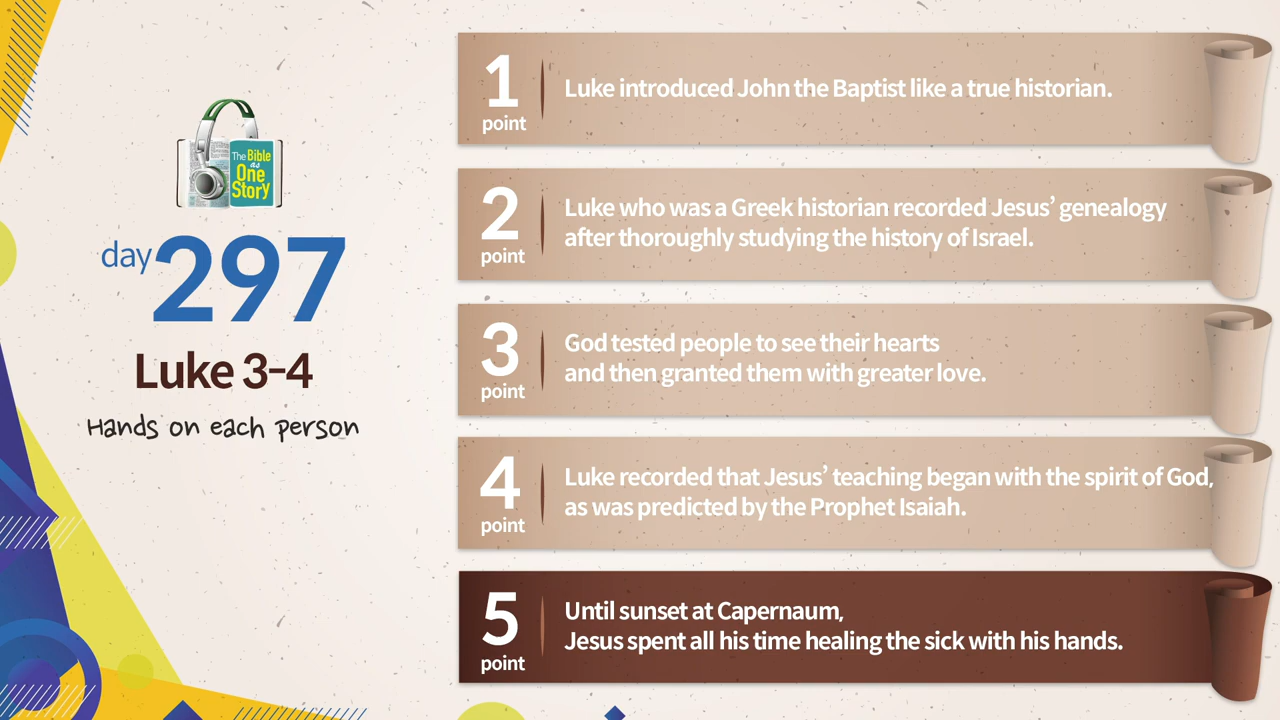 The Bible
as
One
Story
day 297
Luke 3-4
Hands on each person
1
point
Luke introduced John the Baptist like a true historian.
2
point
Luke who was a Greek historian recorded Jesus’ genealogy
after thoroughly studying the history of Israel.
3
point
God tested people to see their hearts
and then granted them with greater love.
4
point
Luke recorded that Jesus’ teaching began with the spirit of God,
as was predicted by the Prophet Isaiah.
5
point
Until sunset at Capernaum,
Jesus spent all his time healing the sick with his hands.